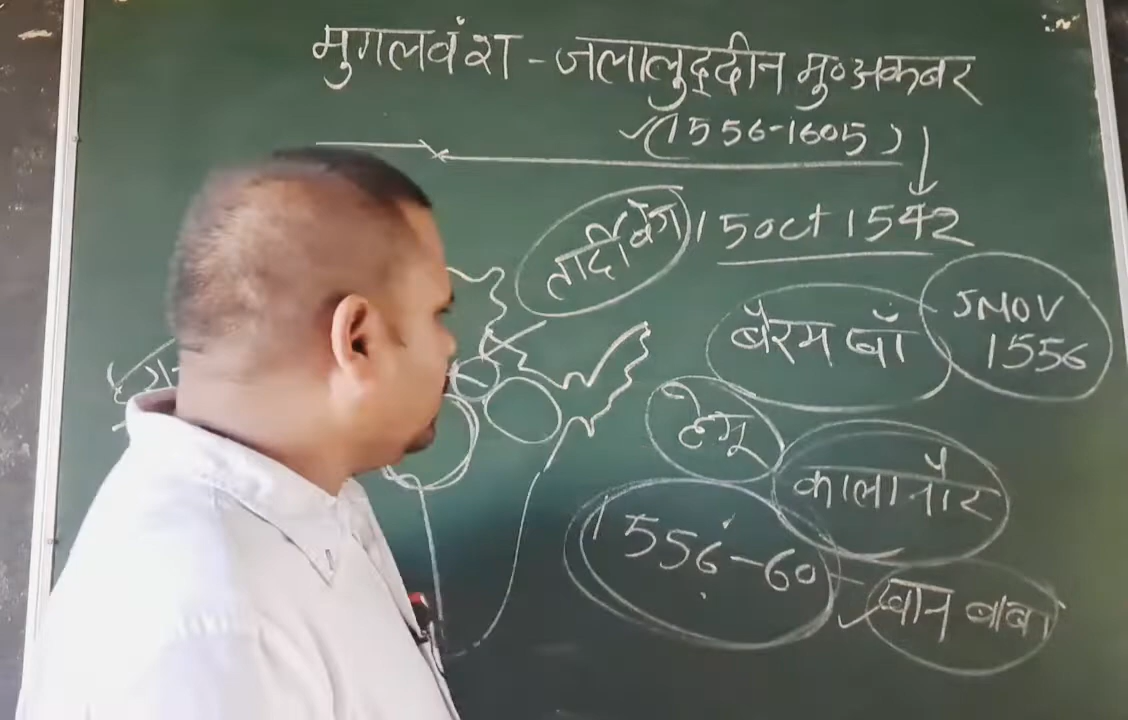 मुगलवंश - जलालुद्दीन मु० अकबर
(1556-1605)
तार्दी बेग
15 Oct 1542
बैरम खाँ
5 NOV
1556
हेमू
कालानौर
1556-60
खान बाबा